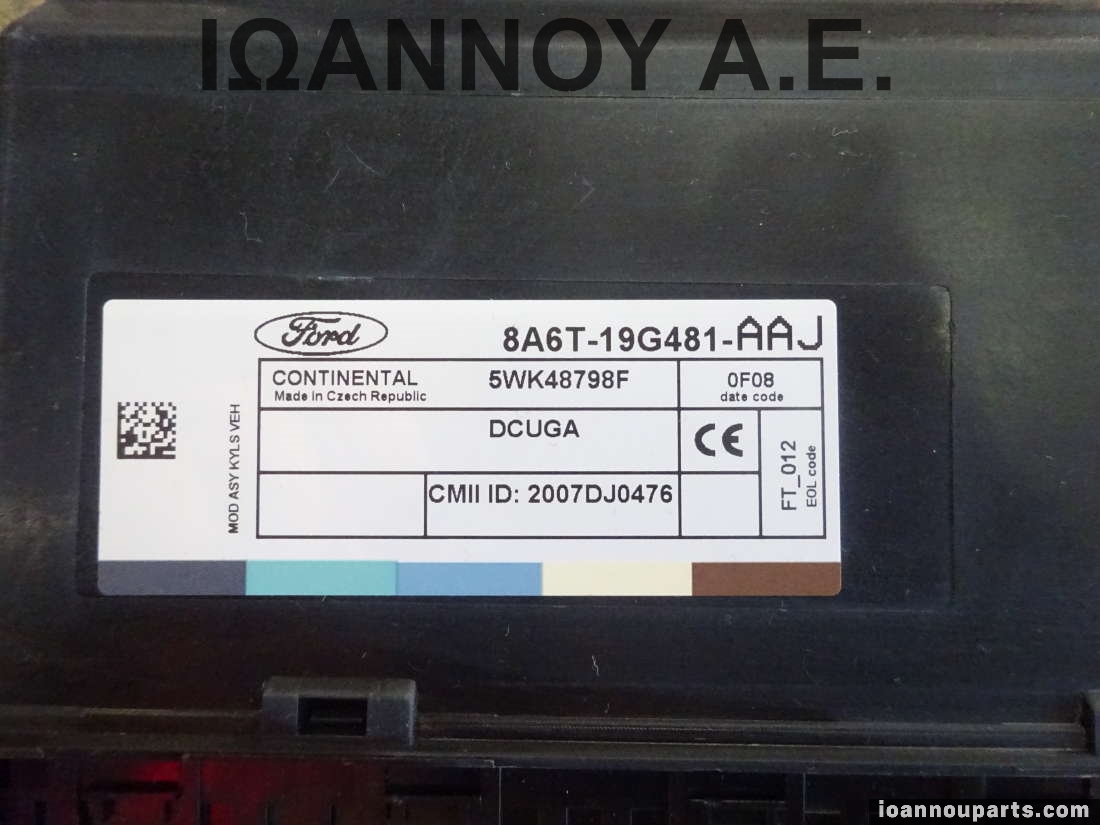 ΙΩΑΝΝΟΥ Α.Ε.
Ford
8A6T-19G481-AAJ
CONTINENTAL 5WK48798F 0F08
Made in Czech Republic date code
DCUGA CE
CMII ID: 2007DJ0476
FT_012
EOL code
MOD ASY KYLS VEH
ioannouparts.com